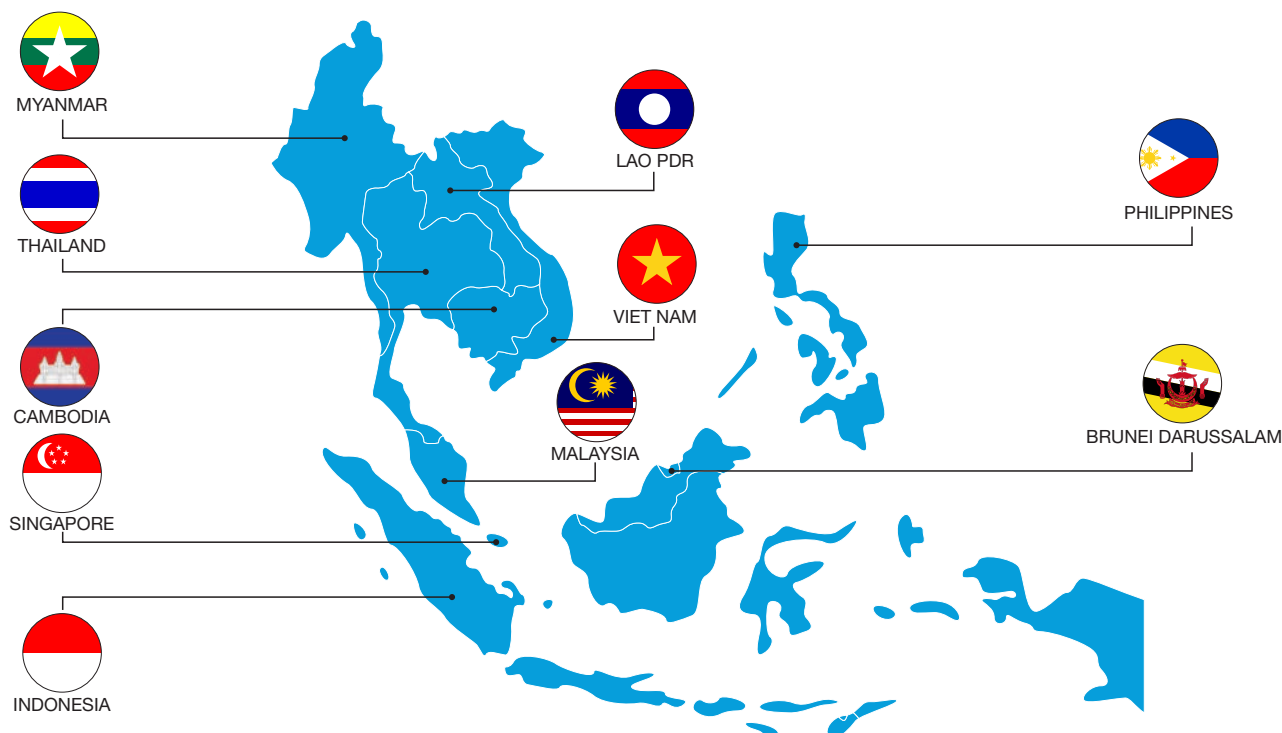 MYANMAR
LAO PDR
PHILIPPINES
THAILAND
VIET NAM
CAMBODIA
MALAYSIA
BRUNEI DARUSSALAM
SINGAPORE
INDONESIA